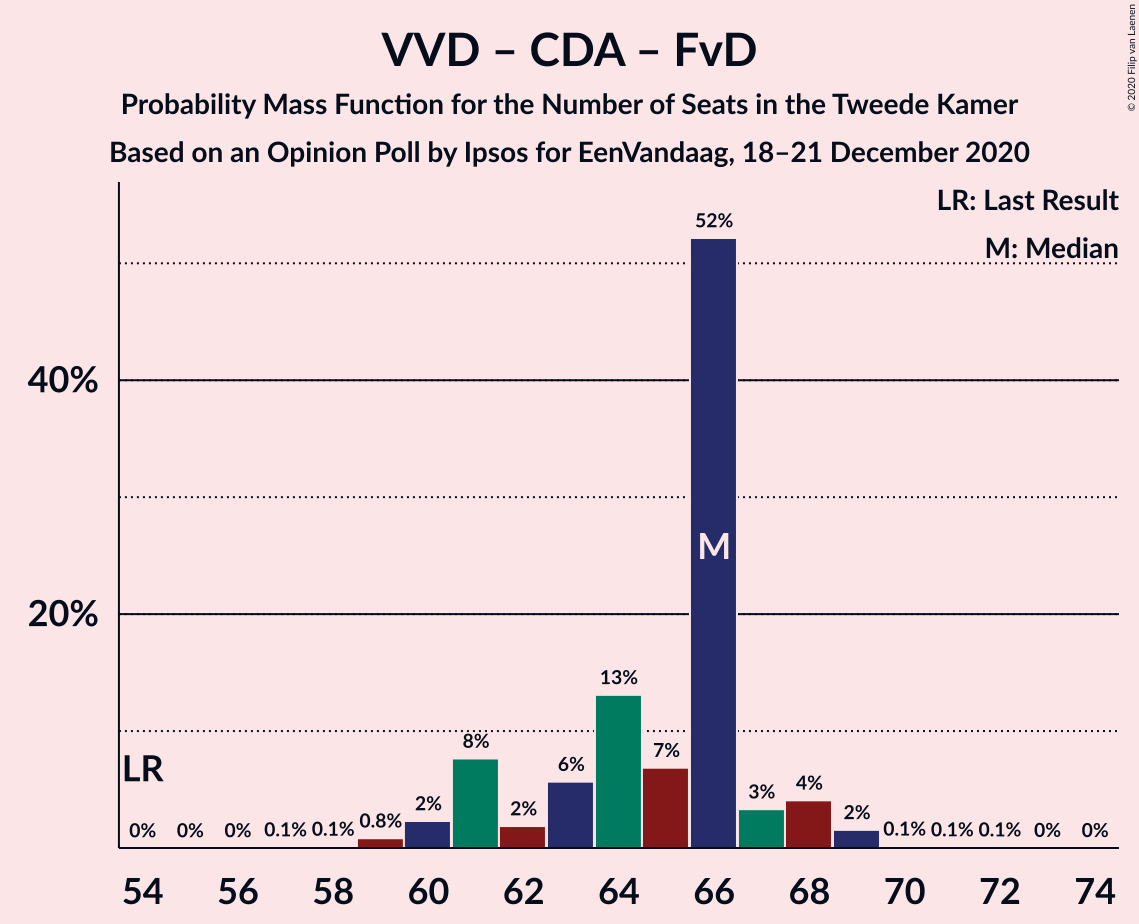 VVD – CDA – FvD
Probability Mass Function for the Number of Seats in the Tweede Kamer
Based on an Opinion Poll by Ipsos for EenVandaag, 18–21 December 2020
© 2020 Filip van Laenen
LR: Last Result
M: Median
52%
40%
M
20%
13%
8%
7%
6%
LR
3%
4%
2%
2%
2%
0% 0% 0% 0.1% 0.1% 0.8% 0.1% 0.1% 0.1% 0% 0%
54 56 58 60 62 64 66 68 70 72 74